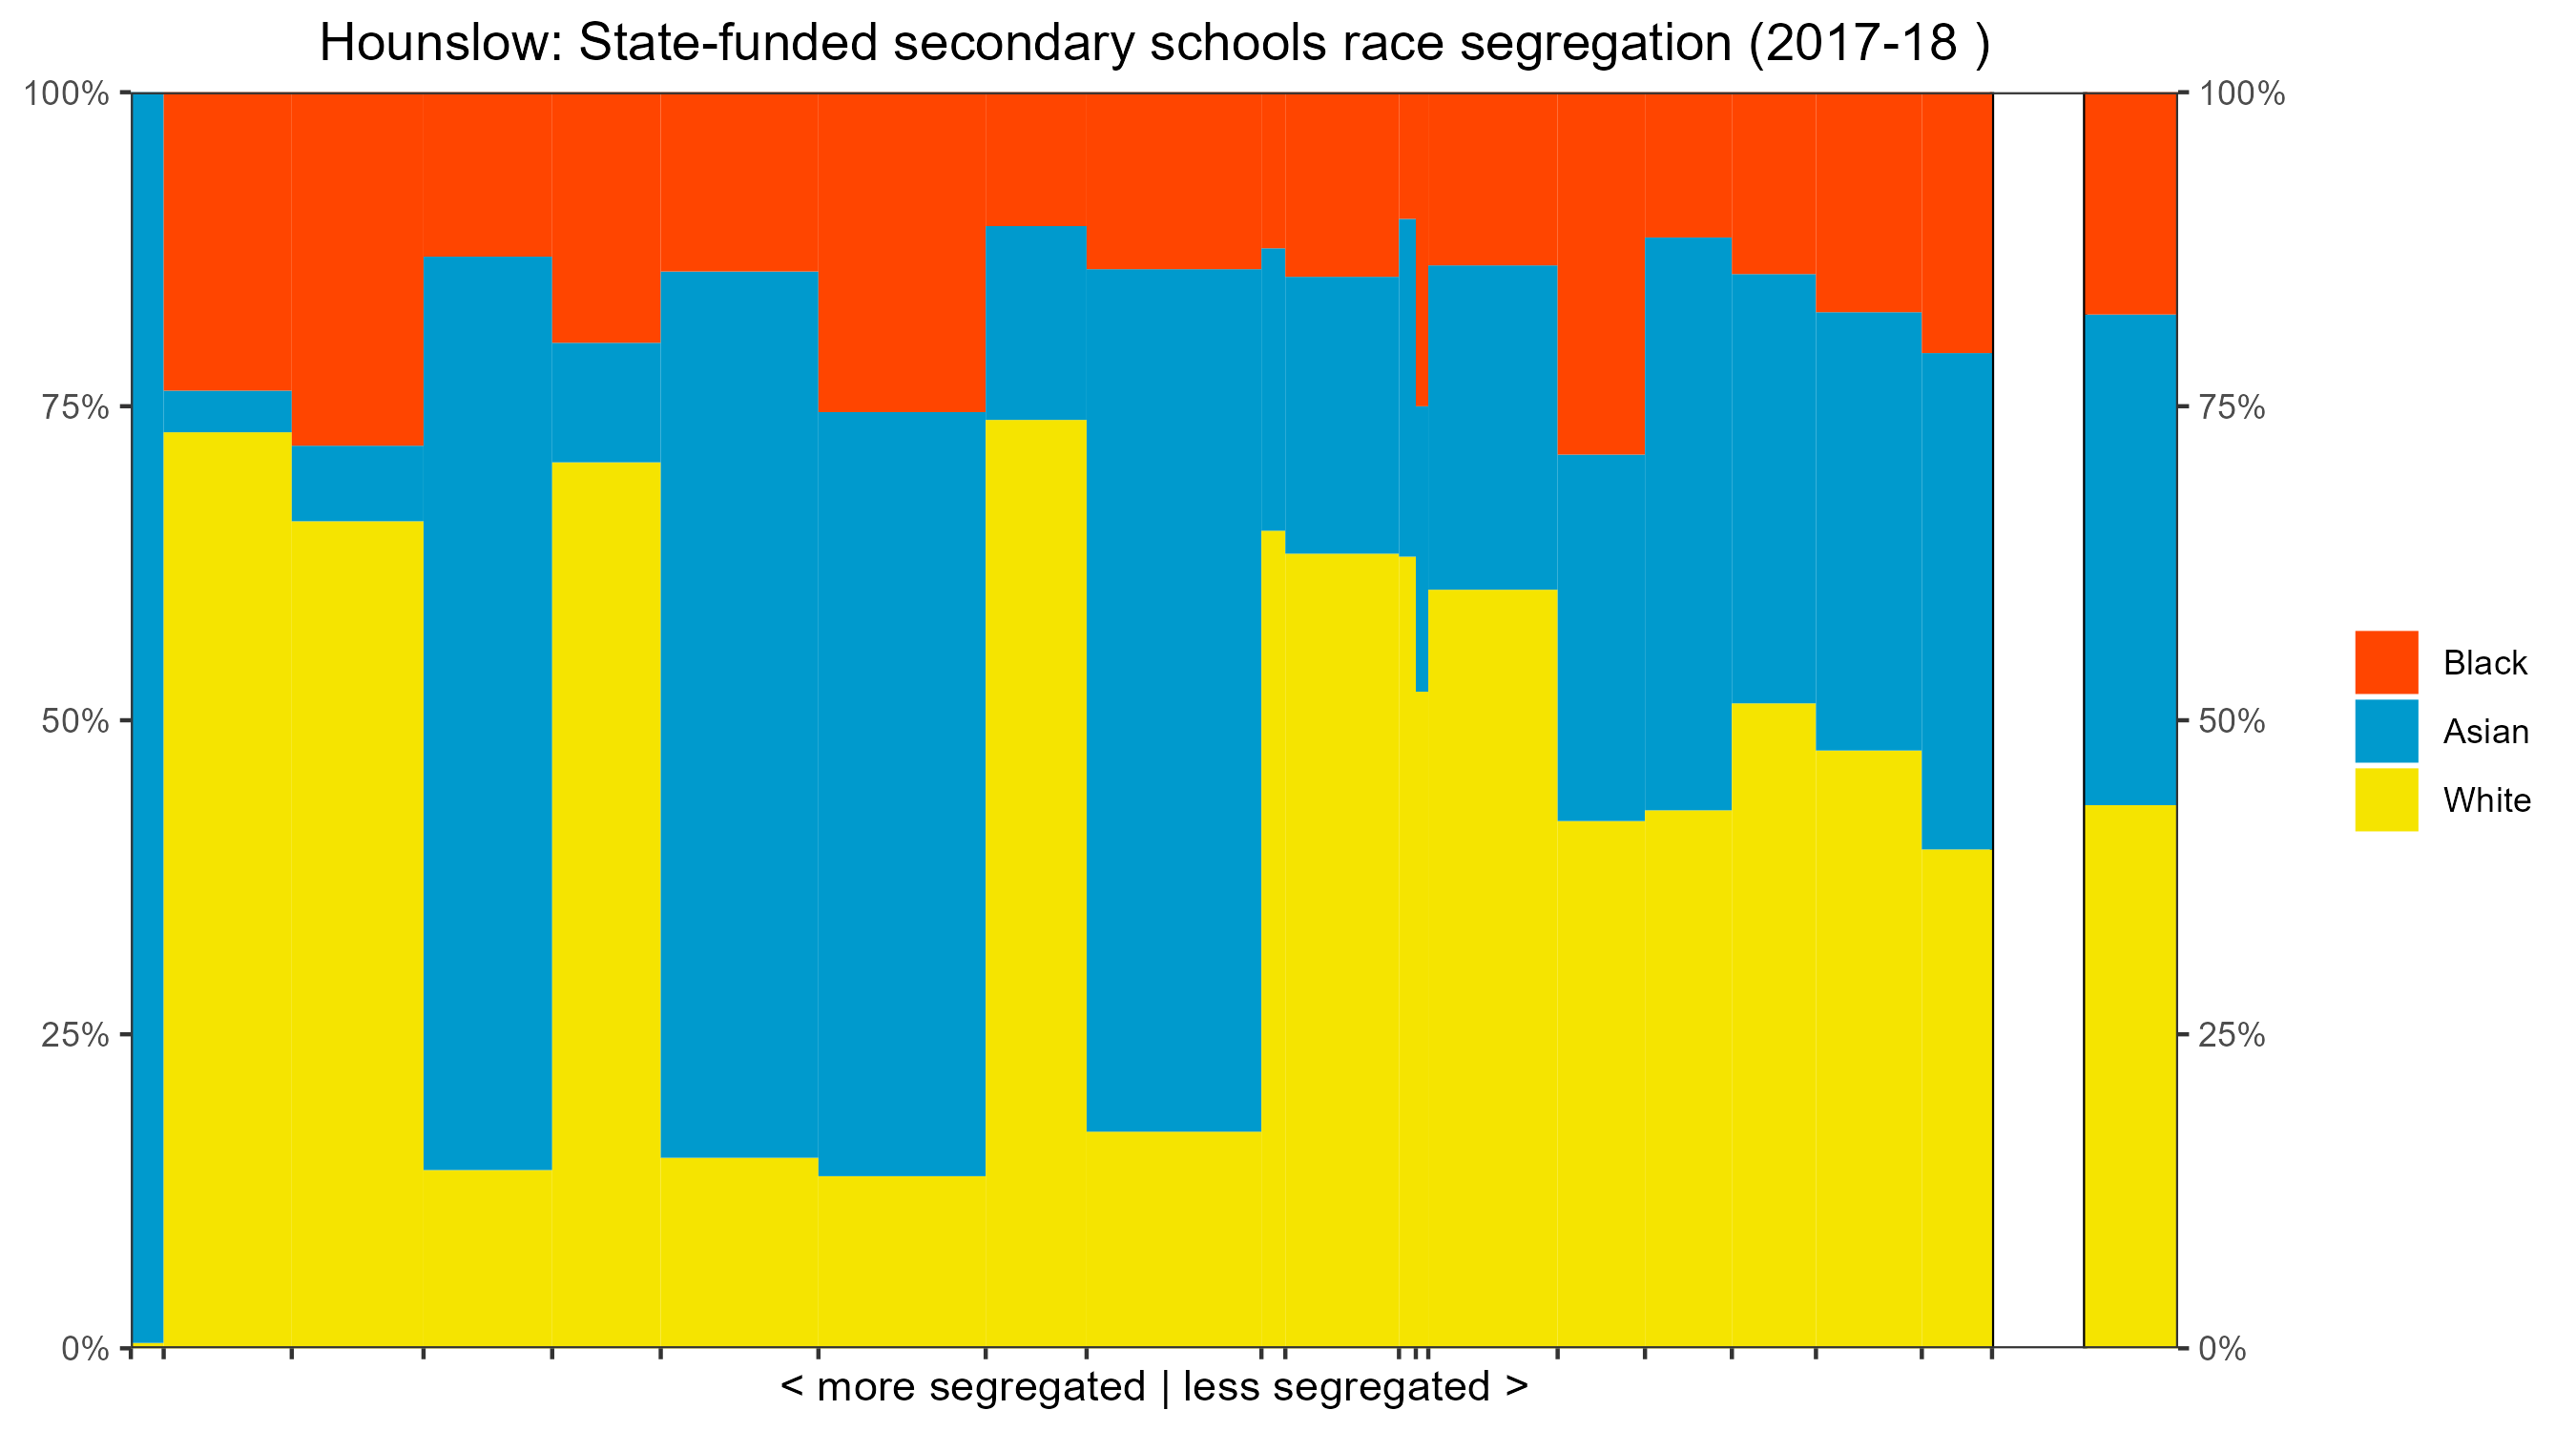 Hounslow: State-funded secondary schools race segregation (2017-18 )
100%
75%
50%
25%
0%
100%
75%
50%
25%
0%
< more segregated | less segregated >
Black
Asian
White